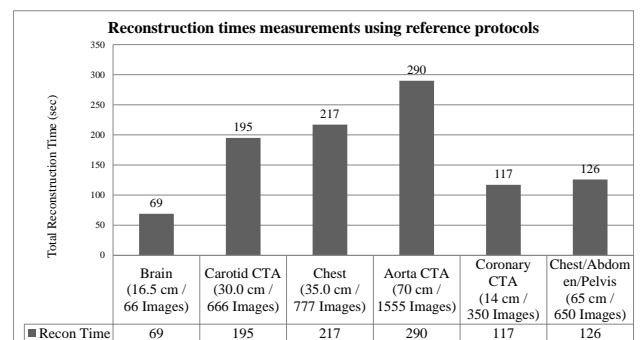 Reconstruction times measurements using reference protocols
Total Reconstruction Time (sec)
350
300
250
200
150
100
50
0
69
195
217
290
117
126
Brain
(16.5 cm /
66 Images)
Carotid CTA
(30.0 cm /
666 Images)
Chest
(35.0 cm /
777 Images)
Aorta CTA
(70 cm /
1555 Images)
Coronary
CTA
(14 cm /
350 Images)
Chest/Abdom
en/Pelvis
(65 cm /
650 Images)
Recon Time 69 195 217 290 117 126